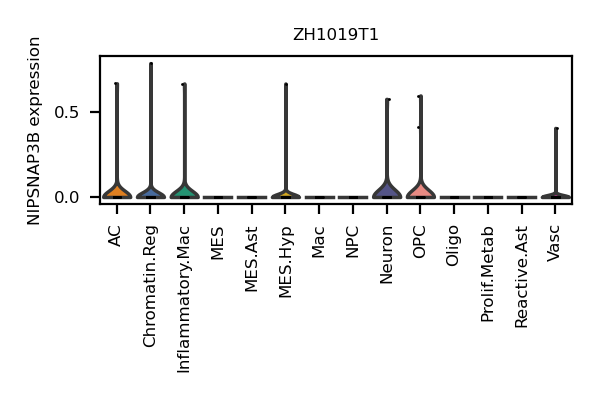 ZH1019T1
NIPSNAP3B expression
0.5
0.0
AC
Chromatin.Reg
Inflammatory.Mac
MES
MES.Ast
MES.Hyp
Mac
NPC
Neuron
OPC
Oligo
Prolif.Metab
Reactive.Ast
Vasc